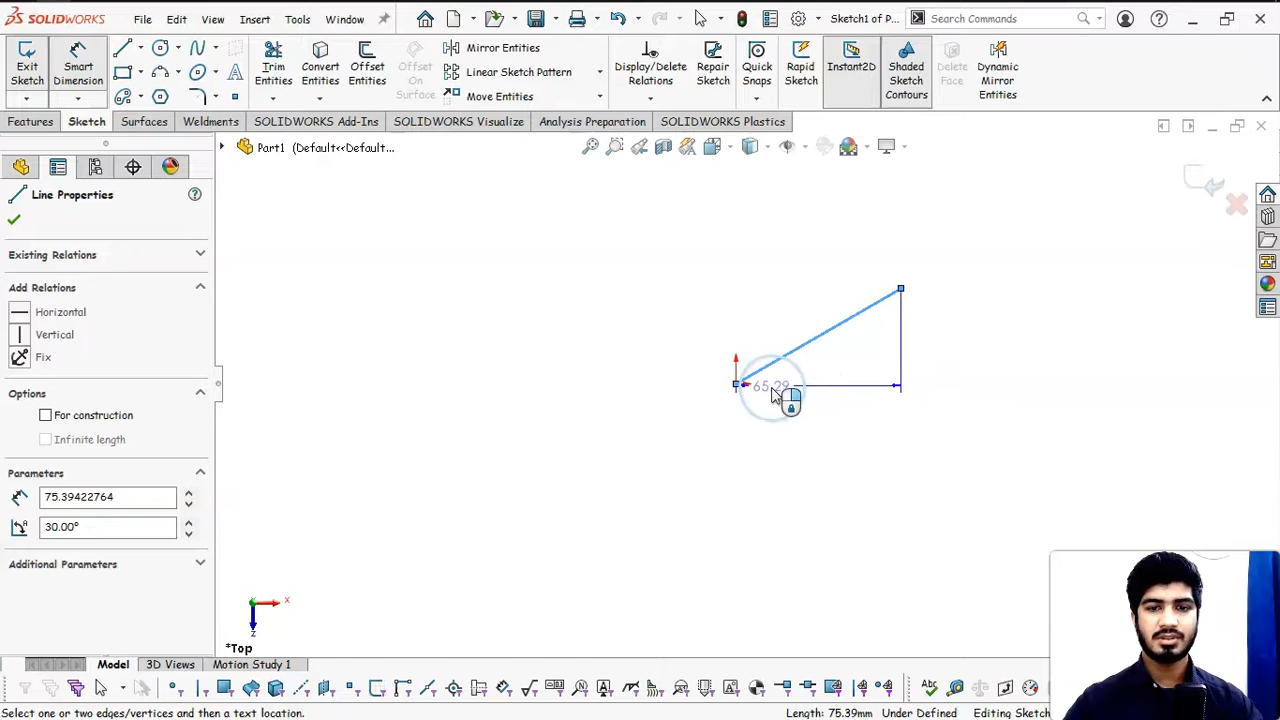 SOLIDWORKS File Edit View Insert Tools Window Sketch1 of P... Search Commands
Exit Sketch
Smart Dimension
Trim Entities
Convert Entities
Offset Entities
Offset On Surface
Mirror Entities
Linear Sketch Pattern
Move Entities
Display/Delete Relations
Repair Sketch
Quick Snaps
Rapid Sketch
Instant2D
Shaded Sketch Contours
Delete Face
Dynamic Mirror Entities
Features Sketch Surfaces Weldments SOLIDWORKS Add-Ins SOLIDWORKS Visualize Analysis Preparation SOLIDWORKS Plastics
Part1 (Default<<Default...
Line Properties
Existing Relations
Add Relations
Horizontal
Vertical
Fix
Options
For construction
Infinite length
Parameters
75.39422764
30.00°
Additional Parameters
65.29
x
z
*Top
Model 3D Views Motion Study 1
Select one or two edges/vertices and then a text location. Length: 75.39mm Under Defined Editing Sketch